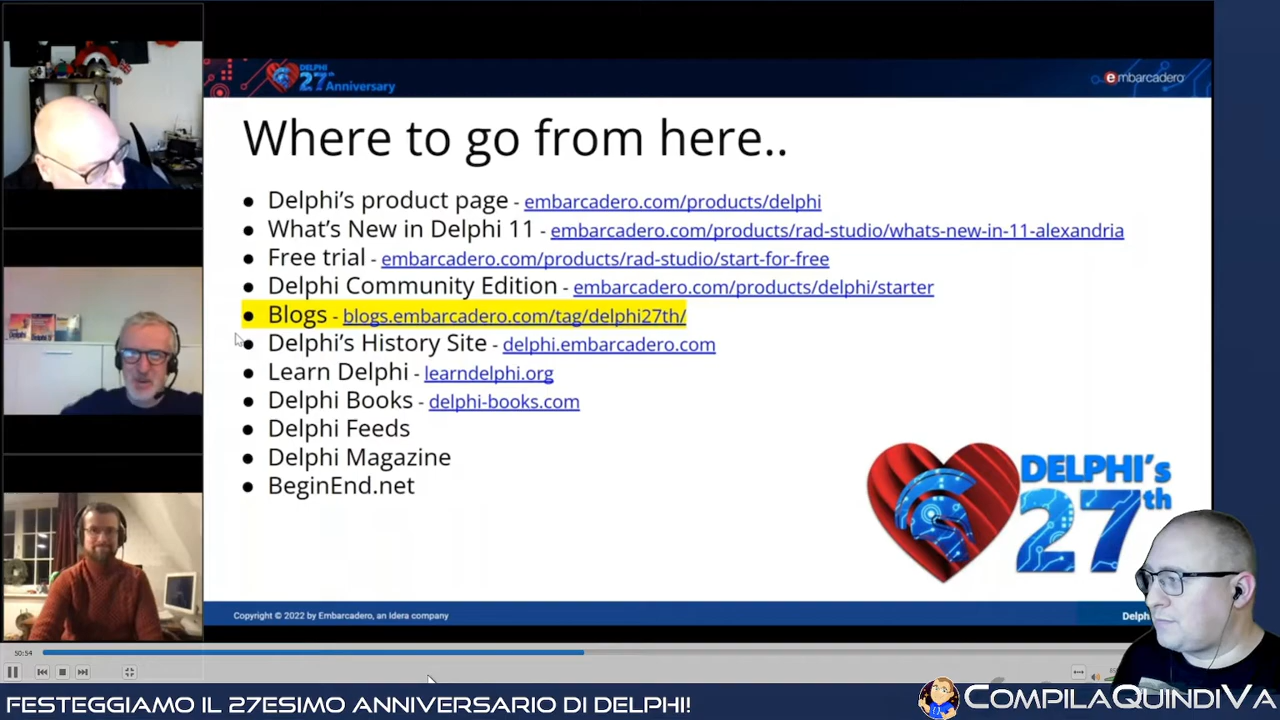 DELPHI
27th
Anniversary
embarcadero
Where to go from here..
● Delphi's product page - embarcadero.com/products/delphi
● What's New in Delphi 11 - embarcadero.com/products/rad-studio/whats-new-in-11-alexandria
● Free trial - embarcadero.com/products/rad-studio/start-for-free
● Delphi Community Edition - embarcadero.com/products/delphi/starter
● Blogs - blogs.embarcadero.com/tag/delphi27th/
● Delphi's History Site - delphi.embarcadero.com
● Learn Delphi - learndelphi.org
● Delphi Books - delphi-books.com
● Delphi Feeds
● Delphi Magazine
● BeginEnd.net
DELPHI's
27th
Copyright © 2022 by Embarcadero, an Idera company
Delph
50:54
FESTEGGIAMO IL 27ESIMO ANNIVERSARIO DI DELPHI!
COMPILAQUINDIVA